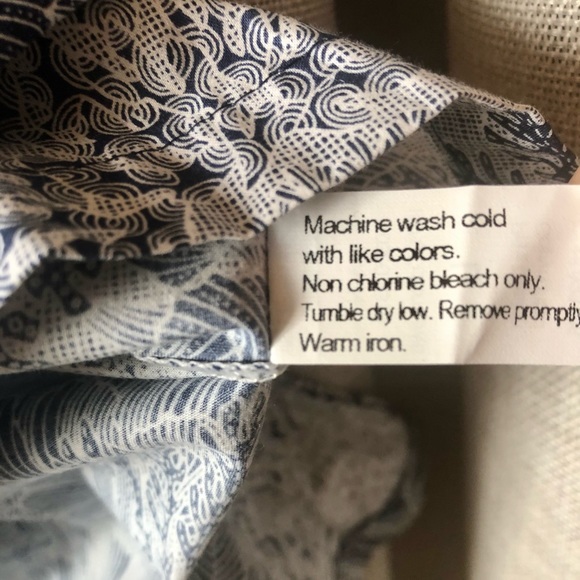 Machine wash cold
with like colors.
Non chlorine bleach only.
Tumble dry low. Remove promptly
Warm iron.